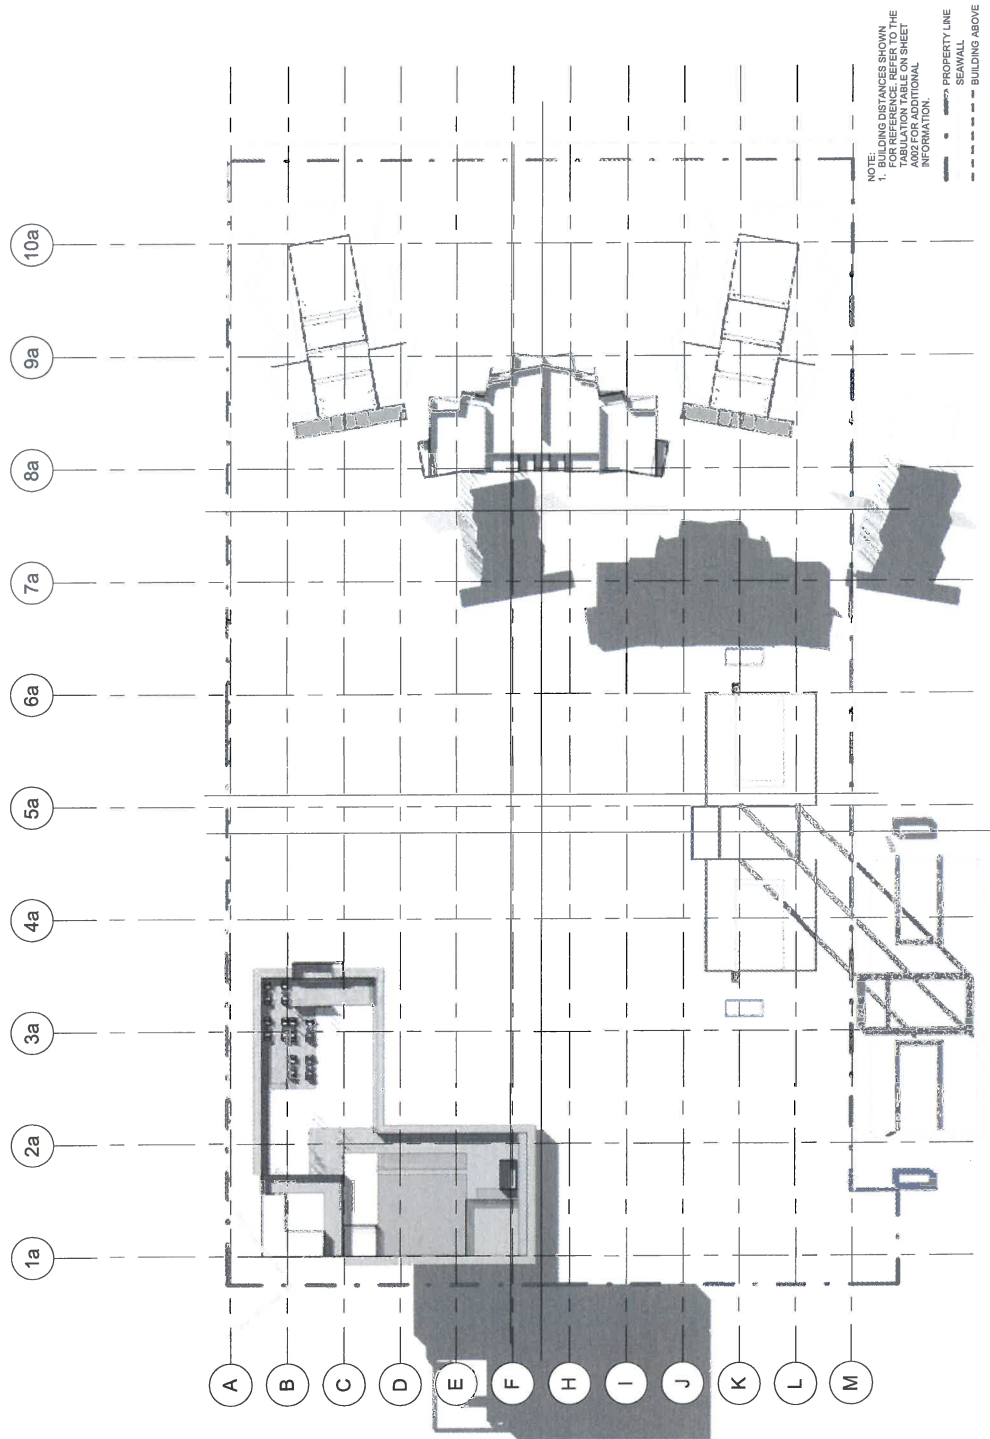 10a
9a
8a
7a
6a
5a
4a
3a
2a
1a
A
B
C
D
E
F
H
I
J
K
L
M
NOTE:
1. BUILDING DISTANCES SHOWN
FOR REFERENCE. REFER TO THE
TABULATION TABLE ON SHEET
A002 FOR ADDITIONAL
INFORMATION.
PROPERTY LINE
SEAWALL
BUILDING ABOVE